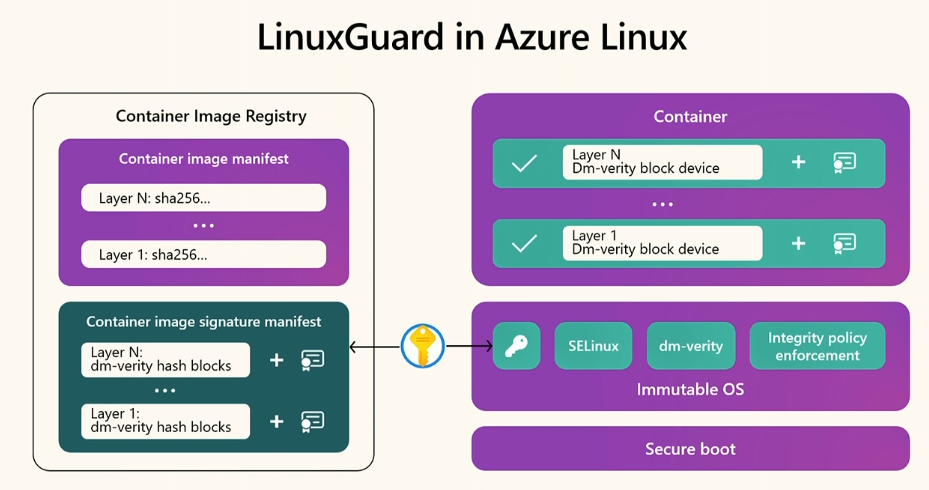 LinuxGuard in Azure Linux
Container Image Registry
Container image manifest
Layer N: sha256...
...
Layer 1: sha256...
Container image signature manifest
Layer N:
dm-verity hash blocks
+
...
Layer 1:
dm-verity hash blocks
+
Container
Layer N
Dm-verity block device
+
...
Layer 1
Dm-verity block device
+
SELinux
dm-verity
Integrity policy
enforcement
Immutable OS
Secure boot